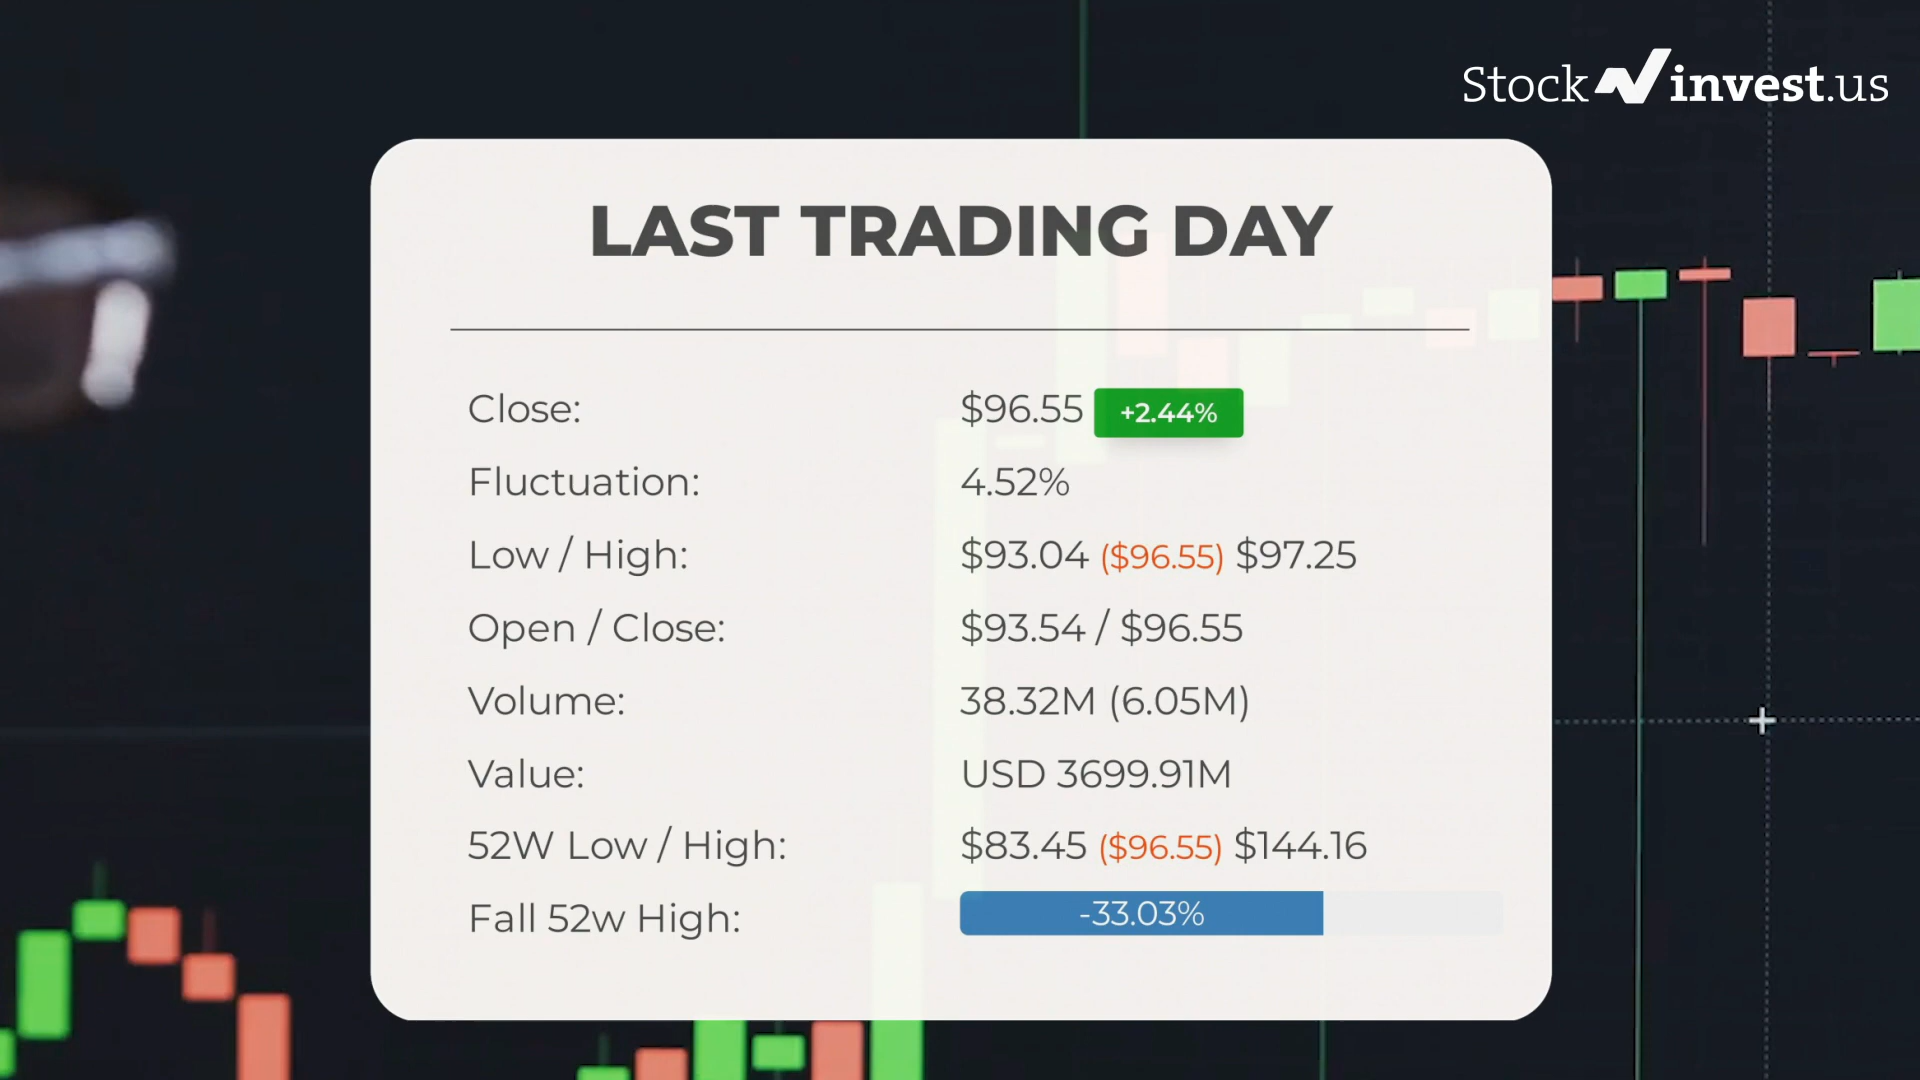 Stock invest.us
LAST TRADING DAY
Close: $96.55 +2.44%
Fluctuation: 4.52%
Low / High: $93.04 ($96.55) $97.25
Open / Close: $93.54 / $96.55
Volume: 38.32M (6.05M)
Value: USD 3699.91M
52W Low / High: $83.45 ($96.55) $144.16
Fall 52w High: -33.03%